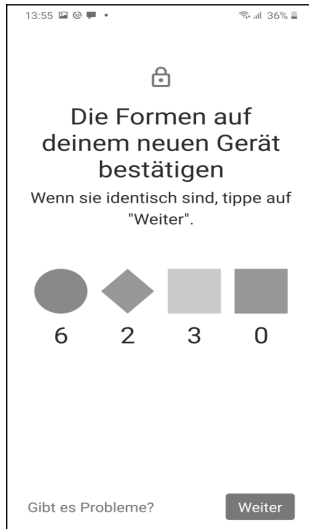 13:55 36%
Die Formen auf
deinem neuen Gerät
bestätigen
Wenn sie identisch sind, tippe auf
"Weiter".
6 2 3 0
Gibt es Probleme? Weiter